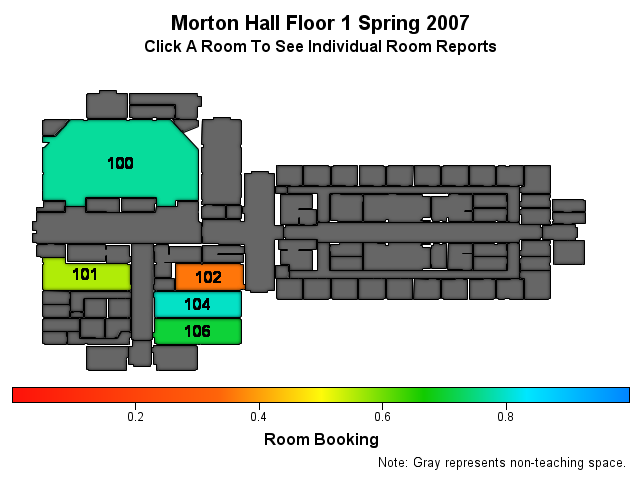 Morton Hall Floor 1 Spring 2007
Click A Room To See Individual Room Reports
100
101
102
104
106
0.2 0.4 0.6 0.8
Room Booking
Note: Gray represents non-teaching space.